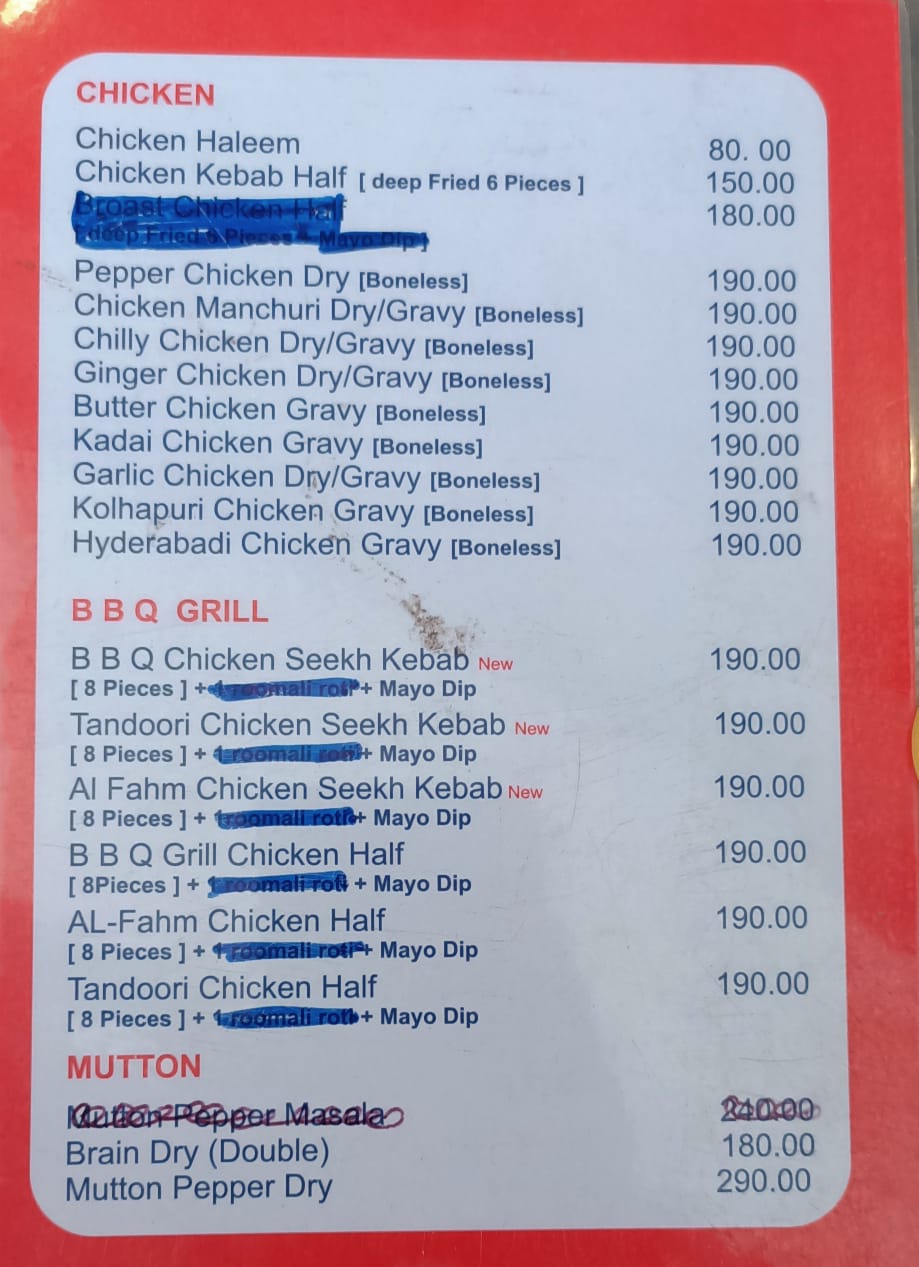 CHICKEN
Chicken Haleem 80. 00
Chicken Kebab Half [ deep Fried 6 Pieces ] 150.00
Broast Chicken Half 180.00
[ deep Fried 6 Pieces + Mayo Dip ]
Pepper Chicken Dry [Boneless] 190.00
Chicken Manchuri Dry/Gravy [Boneless] 190.00
Chilly Chicken Dry/Gravy [Boneless] 190.00
Ginger Chicken Dry/Gravy [Boneless] 190.00
Butter Chicken Gravy [Boneless] 190.00
Kadai Chicken Gravy [Boneless] 190.00
Garlic Chicken Dry/Gravy [Boneless] 190.00
Kolhapuri Chicken Gravy [Boneless] 190.00
Hyderabadi Chicken Gravy [Boneless] 190.00
B B Q GRILL
B B Q Chicken Seekh Kebab New 190.00
[ 8 Pieces ] + 1 roomali roti + Mayo Dip
Tandoori Chicken Seekh Kebab New 190.00
[ 8 Pieces ] + 1 roomali roti + Mayo Dip
Al Fahm Chicken Seekh Kebab New 190.00
[ 8 Pieces ] + 1 roomali roti + Mayo Dip
B B Q Grill Chicken Half 190.00
[ 8Pieces ] + 1 roomali roti + Mayo Dip
AL-Fahm Chicken Half 190.00
[ 8 Pieces ] + 1 roomali roti + Mayo Dip
Tandoori Chicken Half 190.00
[ 8 Pieces ] + 1 roomali roti + Mayo Dip
MUTTON
Mutton Pepper Masala 240.00
Brain Dry (Double) 180.00
Mutton Pepper Dry 290.00